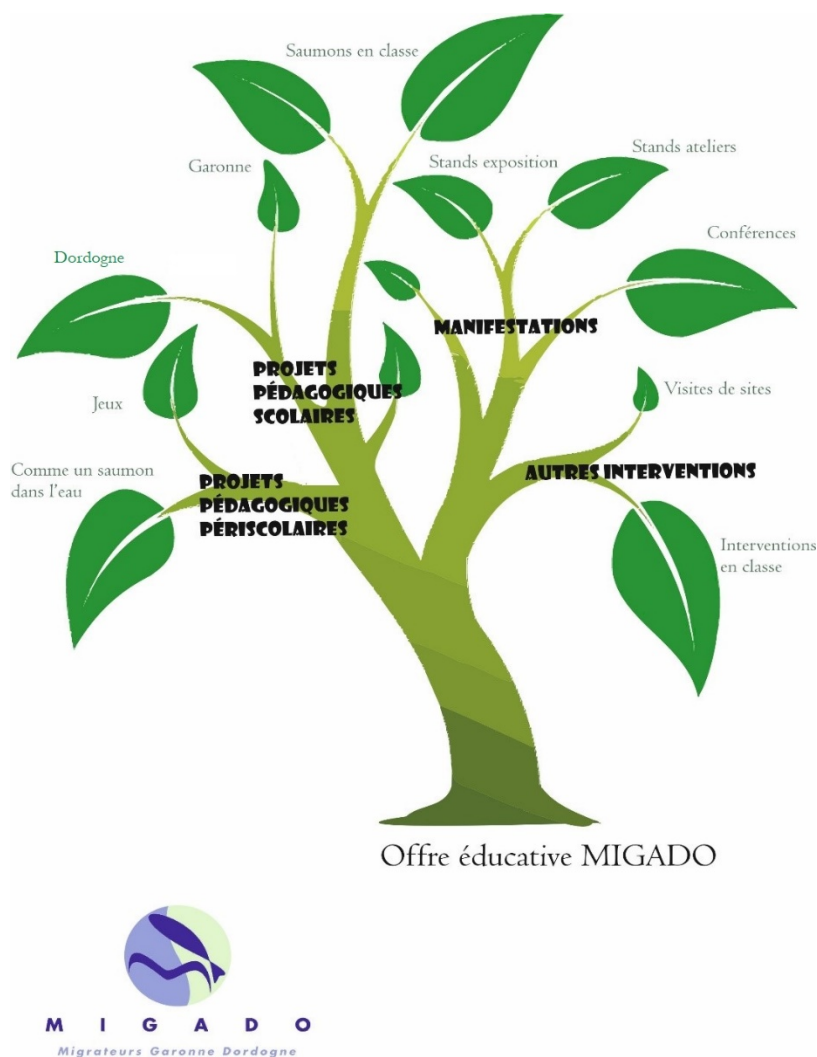 Saumons en classe
Stands ateliers
Stands exposition
Garonne
Conférences
Dordogne
MANIFESTATIONS
PROJETS
PÉDAGOGIQUES
SCOLAIRES
Visites de sites
Jeux
Comme un saumon
dans l'eau
AUTRES INTERVENTIONS
PROJETS
PÉDAGOGIQUES
PÉRISCOLAIRES
Interventions
en classe
Offre éducative MIGADO
MIGADO
Migrateurs Garonne Dordogne